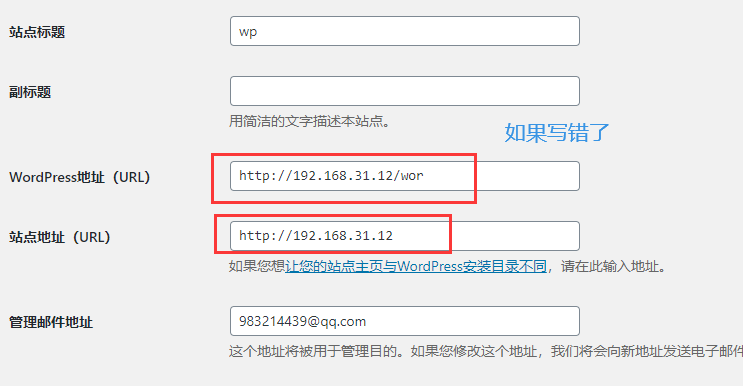 站点标题 wp
副标题
用简洁的文字描述本站点。
如果写错了
WordPress地址（URL） http://192.168.31.12/wor
站点地址（URL） http://192.168.31.12
如果您想让您的站点主页与WordPress安装目录不同，请在此输入地址。
管理邮件地址 983214439@qq.com
这个地址将被用于管理目的。如果您修改这个地址，我们将会向新地址发送电子邮件